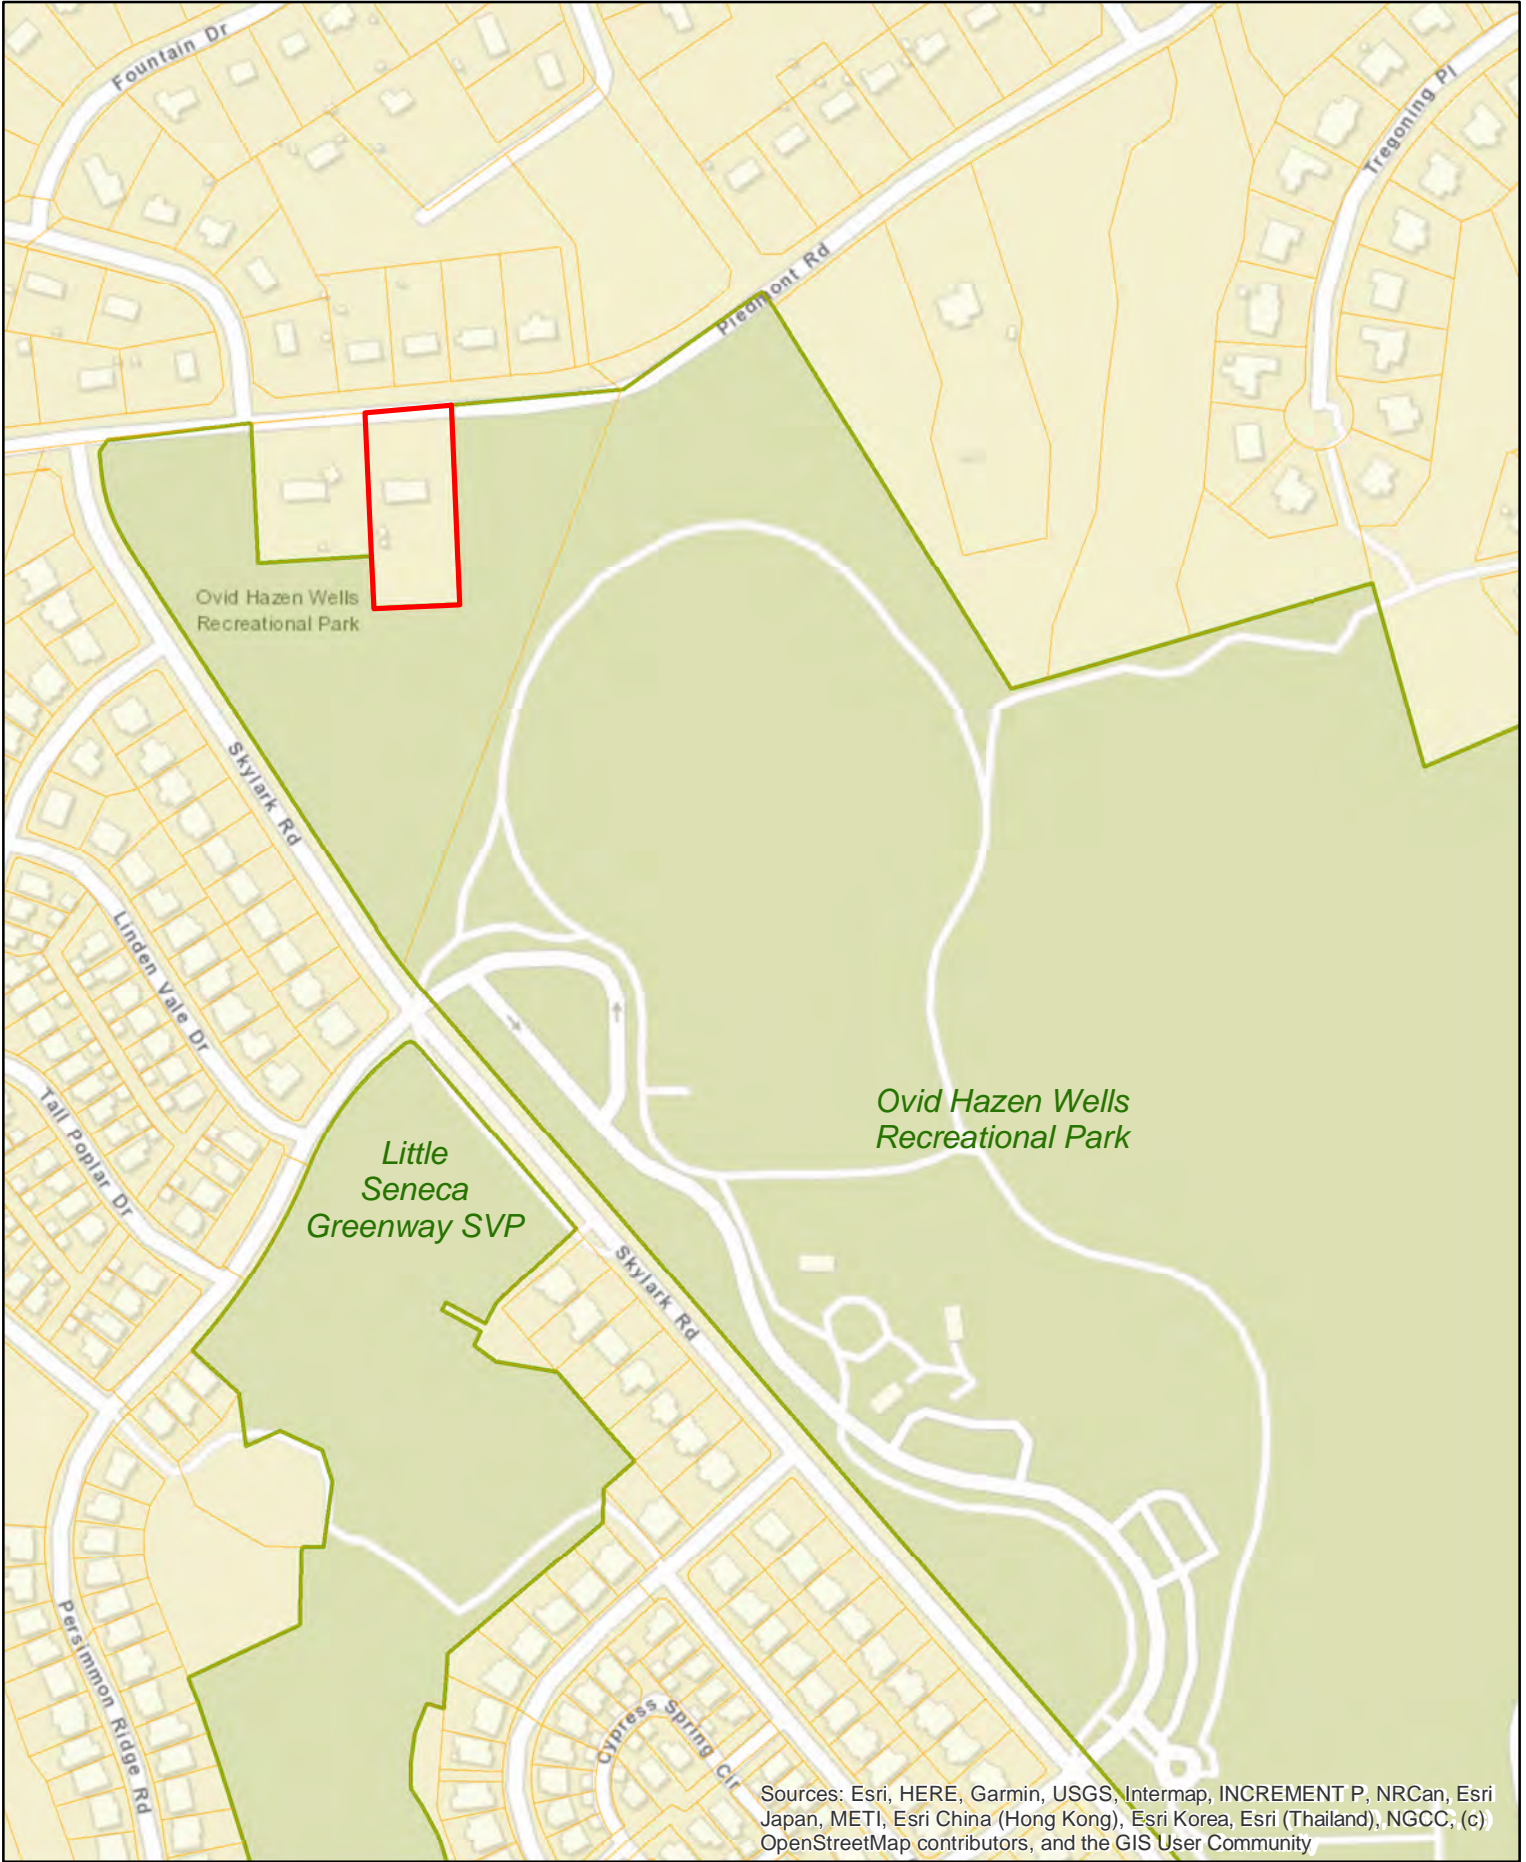 Fountain Dr
Tregoning Pl
Piedmont Rd
Ovid Hazen Wells
Recreational Park
Skylark Rd
Linden Vale Dr
Tall Poplar Dr
Ovid Hazen Wells
Recreational Park
Little
Seneca
Greenway SVP
Skylark Rd
Persimmon Ridge Rd
Cypress Spring Cir
Sources: Esri, HERE, Garmin, USGS, Intermap, INCREMENT P, NRCan, Esri
Japan, METI, Esri China (Hong Kong), Esri Korea, Esri (Thailand), NGCC, (c)
OpenStreetMap contributors, and the GIS User Community